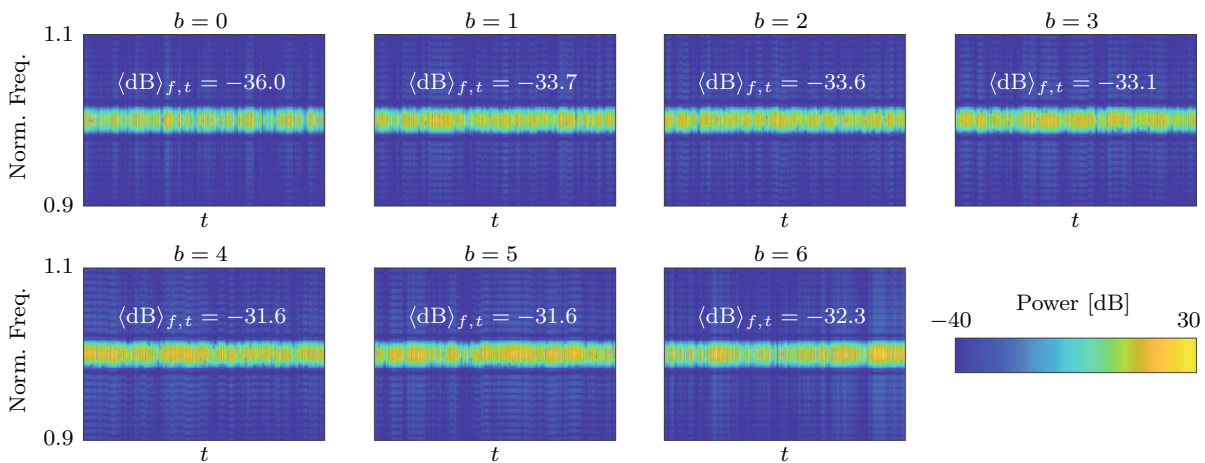 b = 0
b = 1
b = 2
b = 3
1.1
Norm. Freq.
0.9
⟨dB⟩f,t = −36.0
⟨dB⟩f,t = −33.7
⟨dB⟩f,t = −33.6
⟨dB⟩f,t = −33.1
t
t
t
t
b = 4
b = 5
b = 6
1.1
Norm. Freq.
0.9
⟨dB⟩f,t = −31.6
⟨dB⟩f,t = −31.6
⟨dB⟩f,t = −32.3
Power [dB]
−40
30
t
t
t